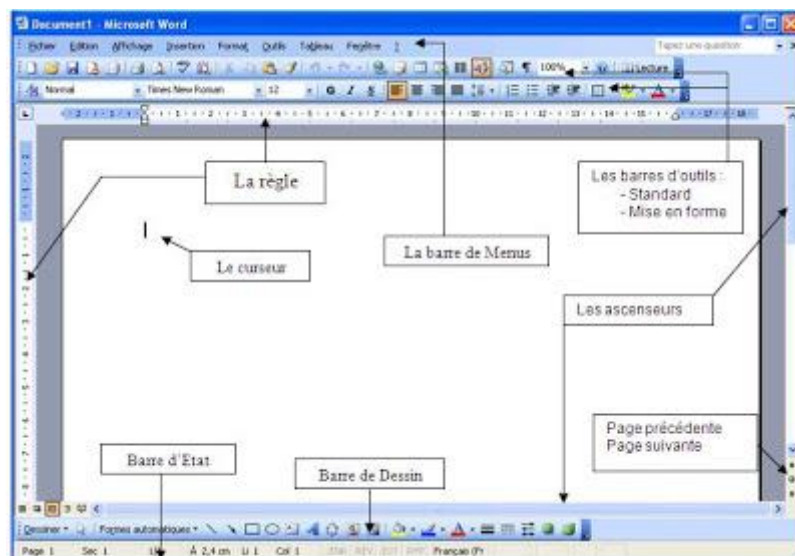 Document1 - Microsoft Word
Fichier Edition Affichage Insertion Format Outils Tableau Fenêtre ? Tapez une question
100% Lecture
Normal Times New Roman 12 G I S
La règle
Les barres d'outils :
- Standard
- Mise en forme
La barre de Menus
Le curseur
Les ascenseurs
Page précédente
Page suivante
Barre d'Etat
Barre de Dessin
Dessiner Formes automatiques
Page 1 Sec 1 À 2,4 cm Li 1 Col 1 Français (Fr